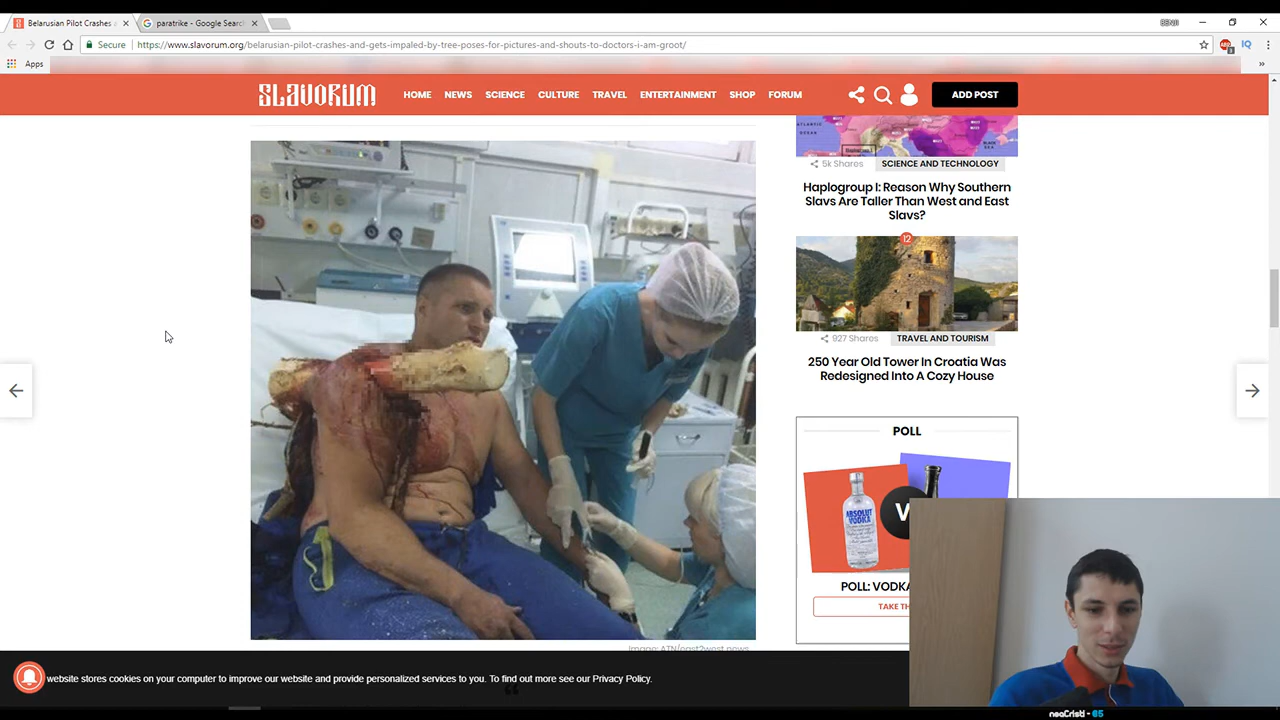 Belarusian Pilot Crashes a
paratrike - Google Search
BENJI
Secure
https://www.slavorum.org/belarusian-pilot-crashes-and-gets-impaled-by-tree-poses-for-pictures-and-shouts-to-doctors-i-am-groot/
Apps
SLAVORUM
HOME
NEWS
SCIENCE
CULTURE
TRAVEL
ENTERTAINMENT
SHOP
FORUM
ADD POST
5k Shares
SCIENCE AND TECHNOLOGY
Haplogroup I: Reason Why Southern
Slavs Are Taller Than West and East
Slavs?
12
927 Shares
TRAVEL AND TOURISM
250 Year Old Tower In Croatia Was
Redesigned Into A Cozy House
POLL
ABSOLUT
VODKA
V
POLL: VODKA
TAKE TH
Image: ATN/east2west news
website stores cookies on your computer to improve our website and provide personalized services to you. To find out more see our Privacy Policy.